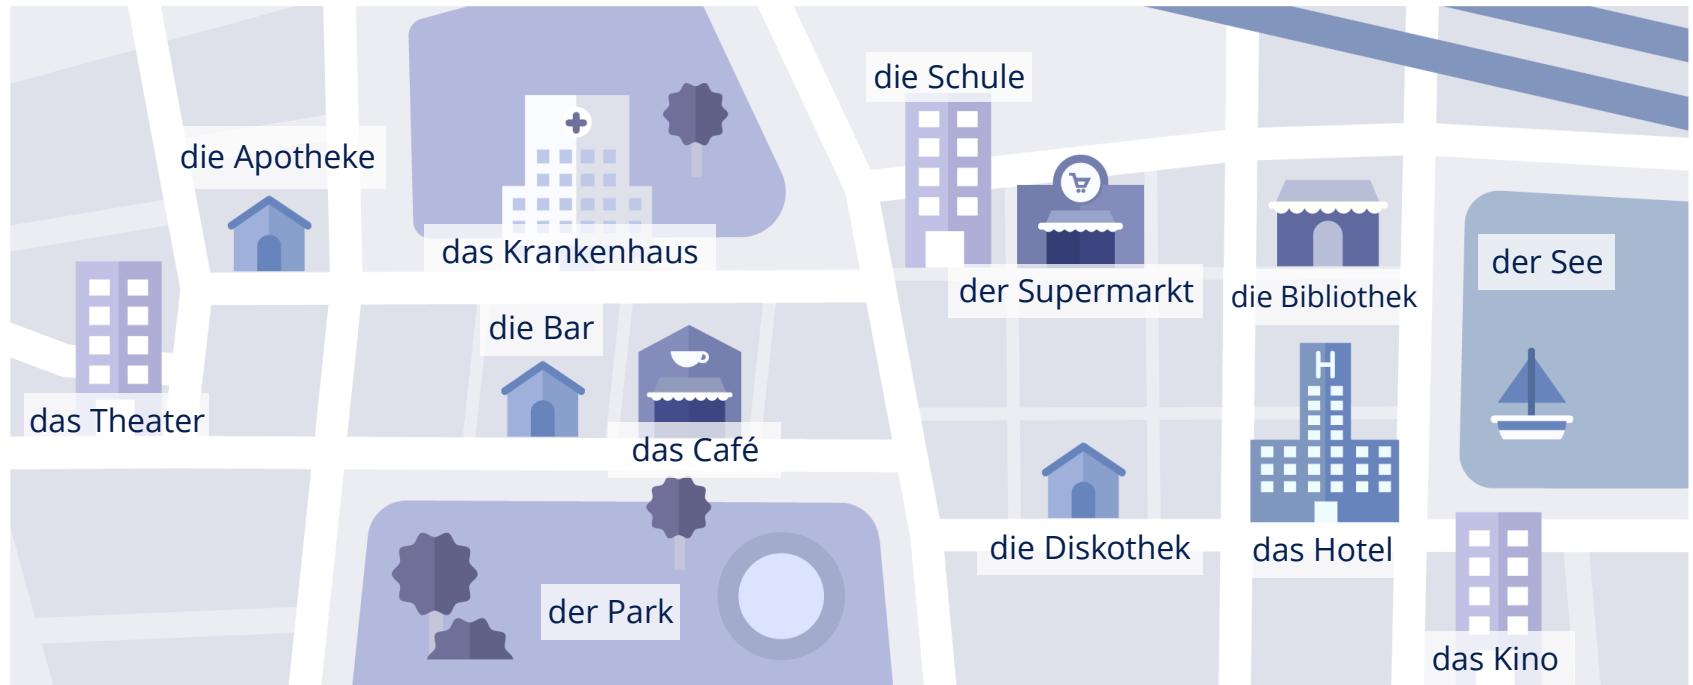 die Schule
die Apotheke
das Krankenhaus
der See
der Supermarkt
die Bibliothek
die Bar
H
das Theater
das Café
die Diskothek
das Hotel
der Park
das Kino